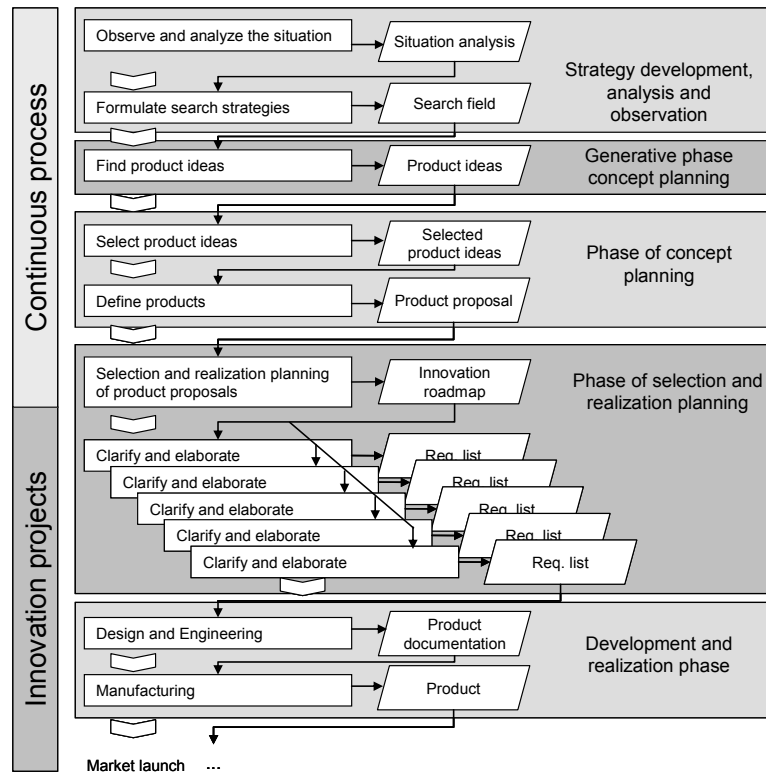 Continuous process
Innovation projects
Observe and analyze the situation
Situation analysis
Formulate search strategies
Search field
Strategy development,
analysis and
observation
Find product ideas
Product ideas
Generative phase
concept planning
Select product ideas
Selected
product ideas
Define products
Product proposal
Phase of concept
planning
Selection and realization planning
of product proposals
Innovation
roadmap
Phase of selection and
realization planning
Clarify and elaborate
Req. list
Clarify and elaborate
Req. list
Clarify and elaborate
Req. list
Clarify and elaborate
Req. list
Clarify and elaborate
Req. list
Design and Engineering
Product
documentation
Manufacturing
Product
Development and
realization phase
Market launch ...